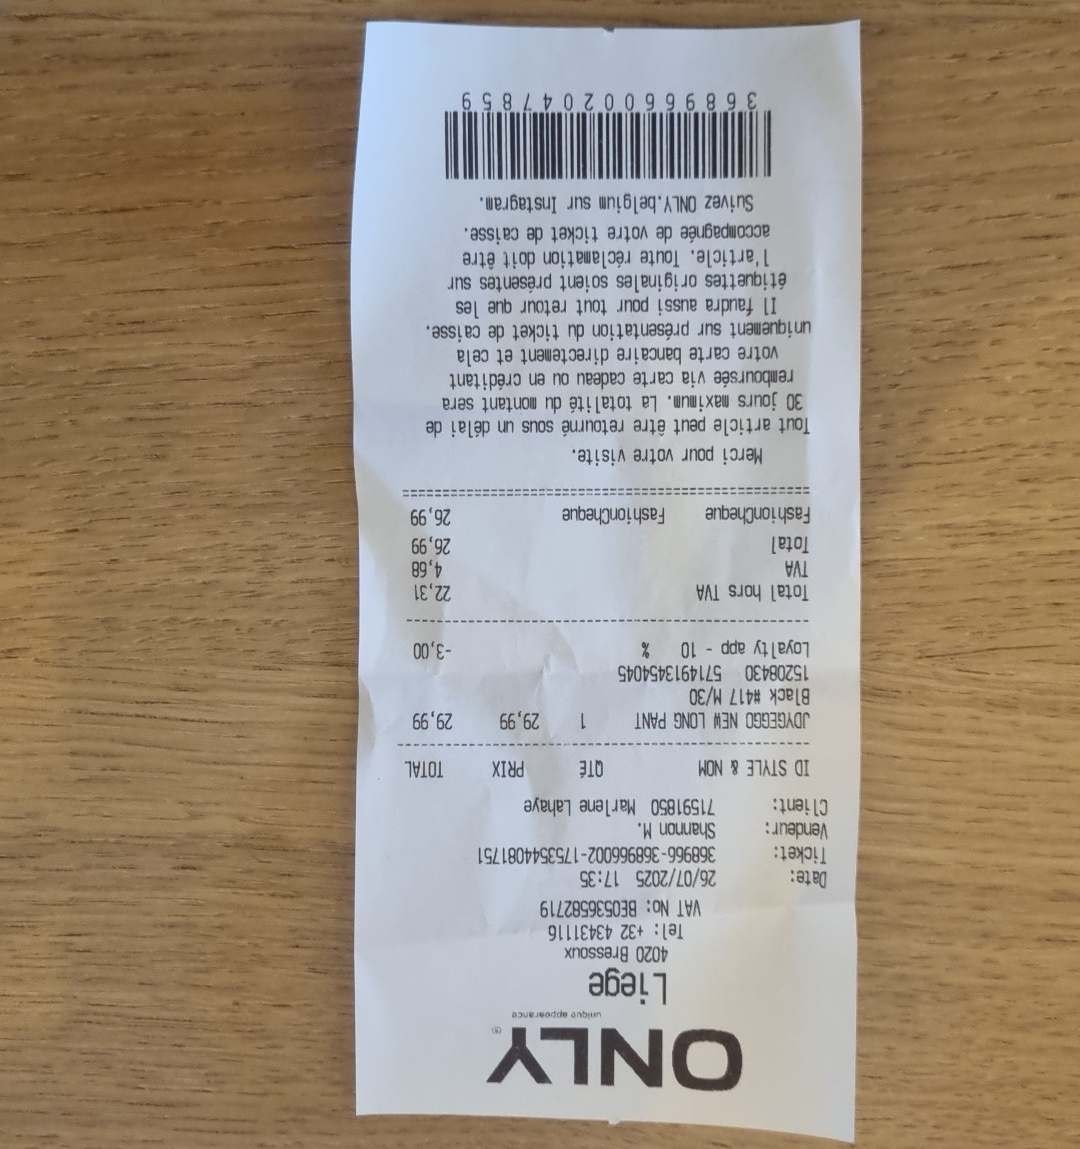 ONLY®
unique appearance
Liege
4020 Bressoux
Tel: +32 43431116
VAT No: BE0536582719
Date: 26/07/2025 17:35
Ticket: 368966-368966002-1753544081751
Vendeur: Shannon M.
Client: 71591850 Marlene Lahaye
ID STYLE & NOM QTÉ PRIX TOTAL
JDYGEGGO NEW LONG PANT 1 29,99 29,99
Black #417 M/30
15208430 5714913454045
Loyalty app - 10 % -3,00
Total hors TVA 22,31
TVA 4,68
Total 26,99
FashionCheque FashionCheque 26,99
Merci pour votre visite.
Tout article peut être retourné sous un délai de
30 jours maximum. La totalité du montant sera
remboursée via carte cadeau ou en créditant
votre carte bancaire directement et cela
uniquement sur présentation du ticket de caisse.
Il faudra aussi pour tout retour que les
étiquettes originales soient présentes sur
l'article. Toute réclamation doit être
accompagnée de votre ticket de caisse.
Suivez ONLY.belgium sur Instagram.
36896600204 7859